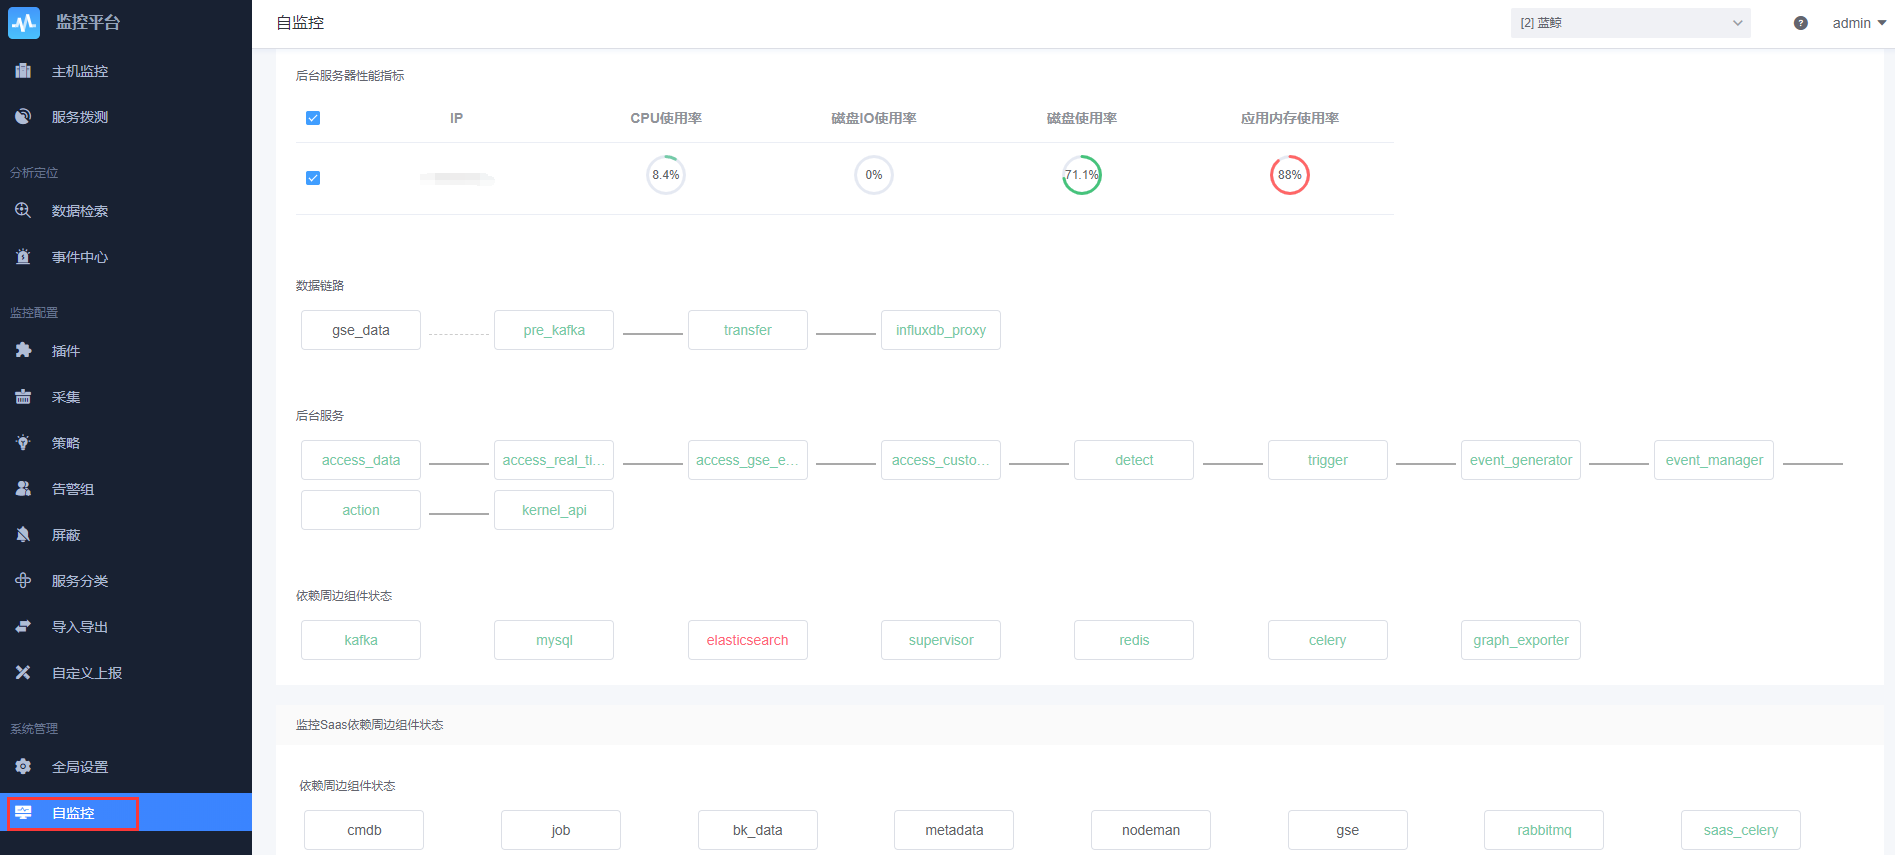 监控平台
主机监控
服务拨测
分析定位
数据检索
事件中心
监控配置
插件
采集
策略
告警组
屏蔽
服务分类
导入导出
自定义上报
系统管理
全局设置
自监控
自监控
[2] 蓝鲸
admin
后台服务器性能指标
IP CPU使用率 磁盘IO使用率 磁盘使用率 应用内存使用率
8.4% 0% 71.1% 88%
数据链路
gse_data pre_kafka transfer influxdb_proxy
后台服务
access_data access_real_ti... access_gse_e... access_custo... detect trigger event_generator event_manager
action kernel_api
依赖周边组件状态
kafka mysql elasticsearch supervisor redis celery graph_exporter
监控Saas依赖周边组件状态
依赖周边组件状态
cmdb job bk_data metadata nodeman gse rabbitmq saas_celery